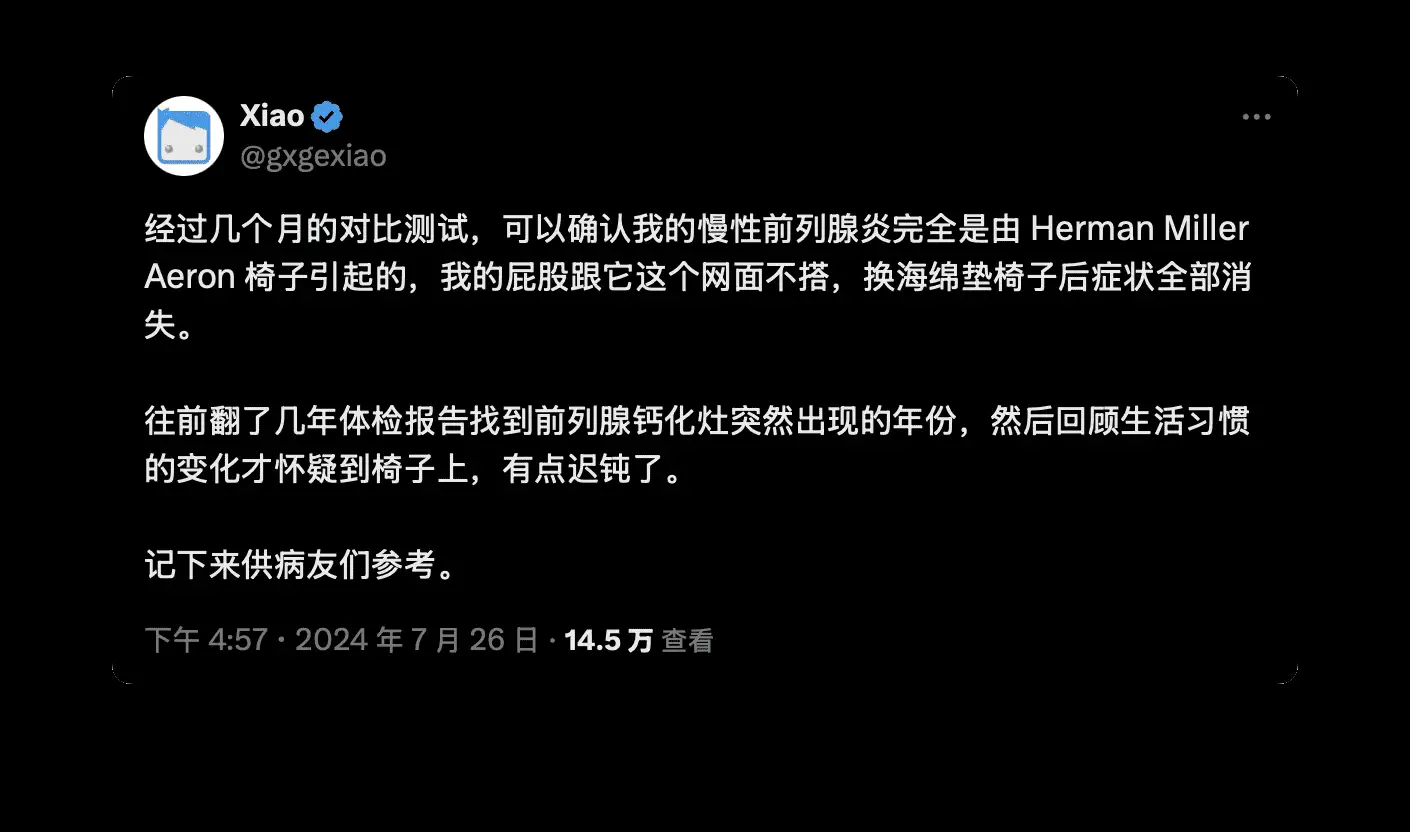 Xiao
@gxgexiao
经过几个月的对比测试，可以确认我的慢性前列腺炎完全是由 Herman Miller
Aeron 椅子引起的，我的屁股跟它这个网面不搭，换海绵垫椅子后症状全部消
失。
往前翻了几年体检报告找到前列腺钙化灶突然出现的年份，然后回顾生活习惯
的变化才怀疑到椅子上，有点迟钝了。
记下来供病友们参考。
下午 4:57 · 2024 年 7 月 26 日 · 14.5 万 查看